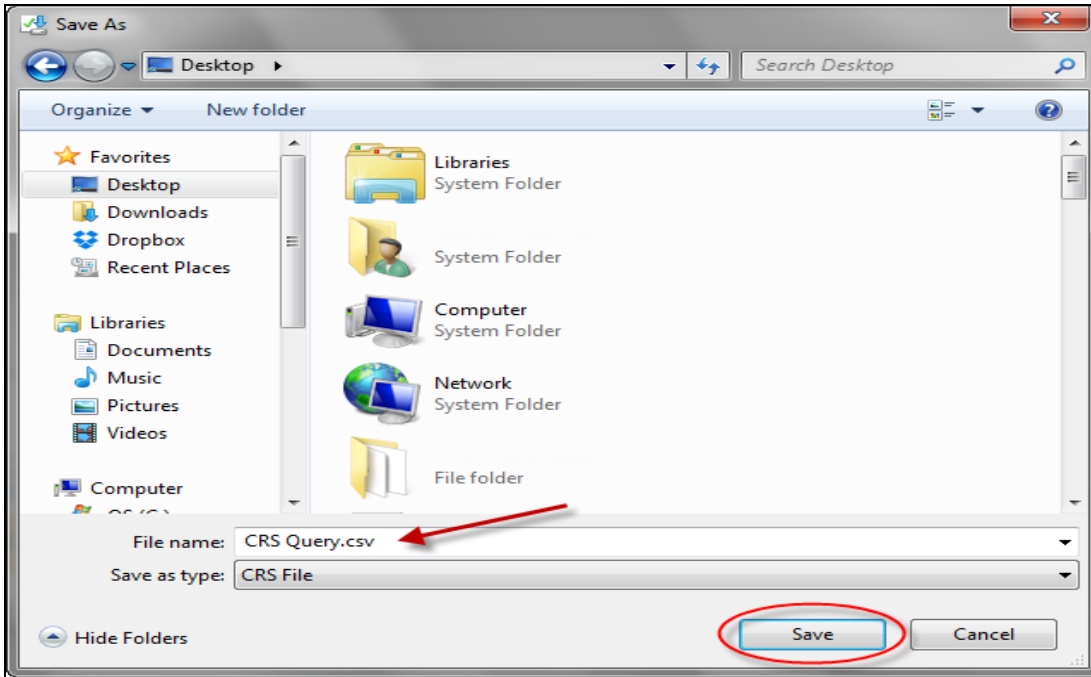 Save As
Desktop
Search Desktop
Organize
New folder
Favorites
Desktop
Downloads
Dropbox
Recent Places
Libraries
Documents
Music
Pictures
Videos
Computer
Libraries
System Folder
System Folder
Computer
System Folder
Network
System Folder
File folder
File name: CRS Query.csv
Save as type: CRS File
Hide Folders
Save
Cancel